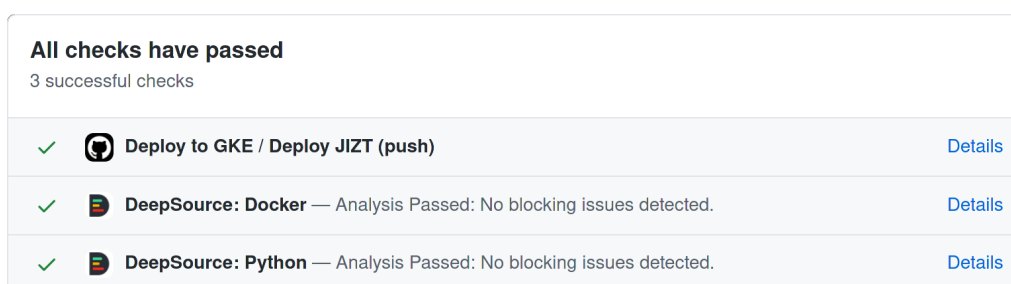 All checks have passed
3 successful checks
Deploy to GKE / Deploy JIZT (push) Details
DeepSource: Docker — Analysis Passed: No blocking issues detected. Details
DeepSource: Python — Analysis Passed: No blocking issues detected. Details